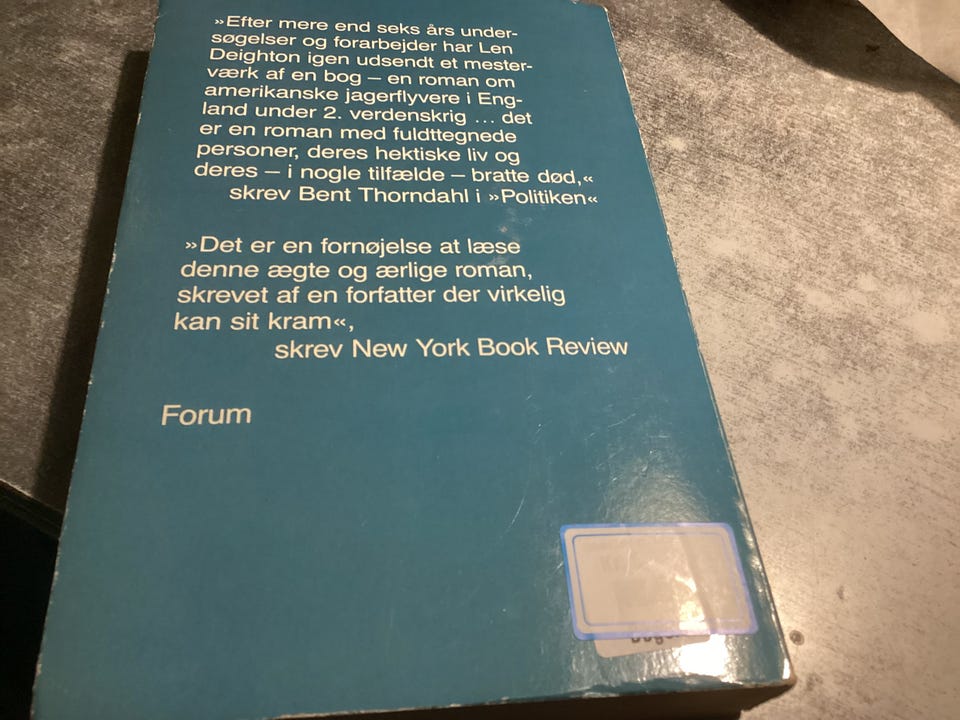 »Efter mere end seks års under-
søgelser og forarbejder har Len
Deighton igen udsendt et mester-
værk af en bog – en roman om
amerikanske jagerflyvere i Eng-
land under 2. verdenskrig ... det
er en roman med fuldttegnede
personer, deres hektiske liv og
deres – i nogle tilfælde – bratte død,«
skrev Bent Thorndahl i »Politiken«
»Det er en fornøjelse at læse
denne ægte og ærlige roman,
skrevet af en forfatter der virkelig
kan sit kram«,
skrev New York Book Review
Forum